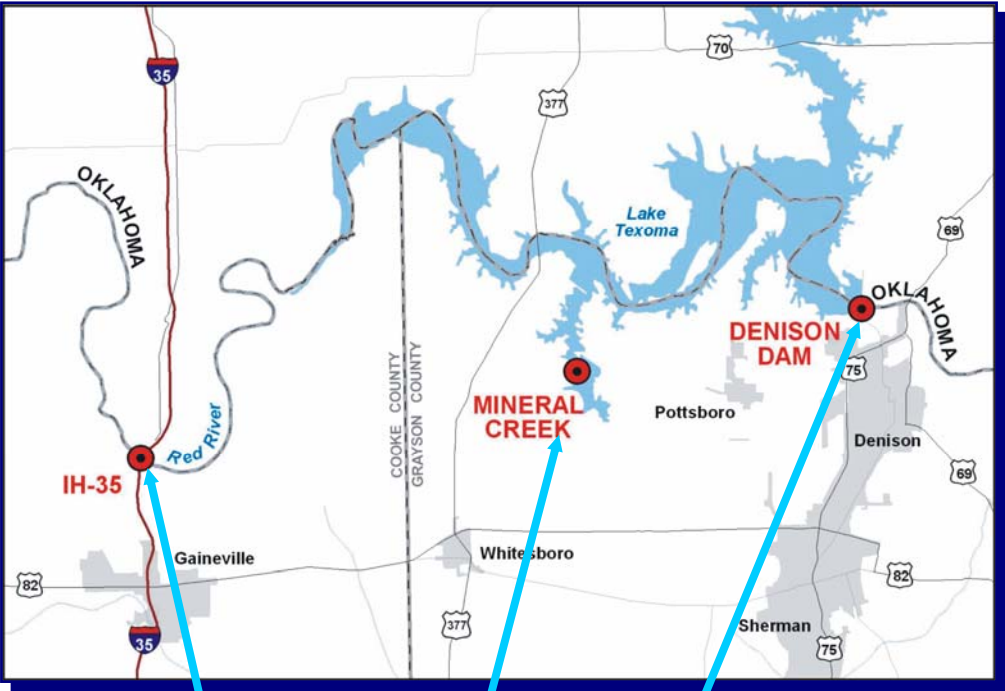 70
35
377
OKLAHOMA
Lake
Texoma
69
OKLAHOMA
DENISON
DAM
75
MINERAL
CREEK
Pottsboro
COOKE COUNTY
GRAYSON COUNTY
Red River
Denison
IH-35
69
Gaineville
Whitesboro
82
82
377
Sherman
35
75